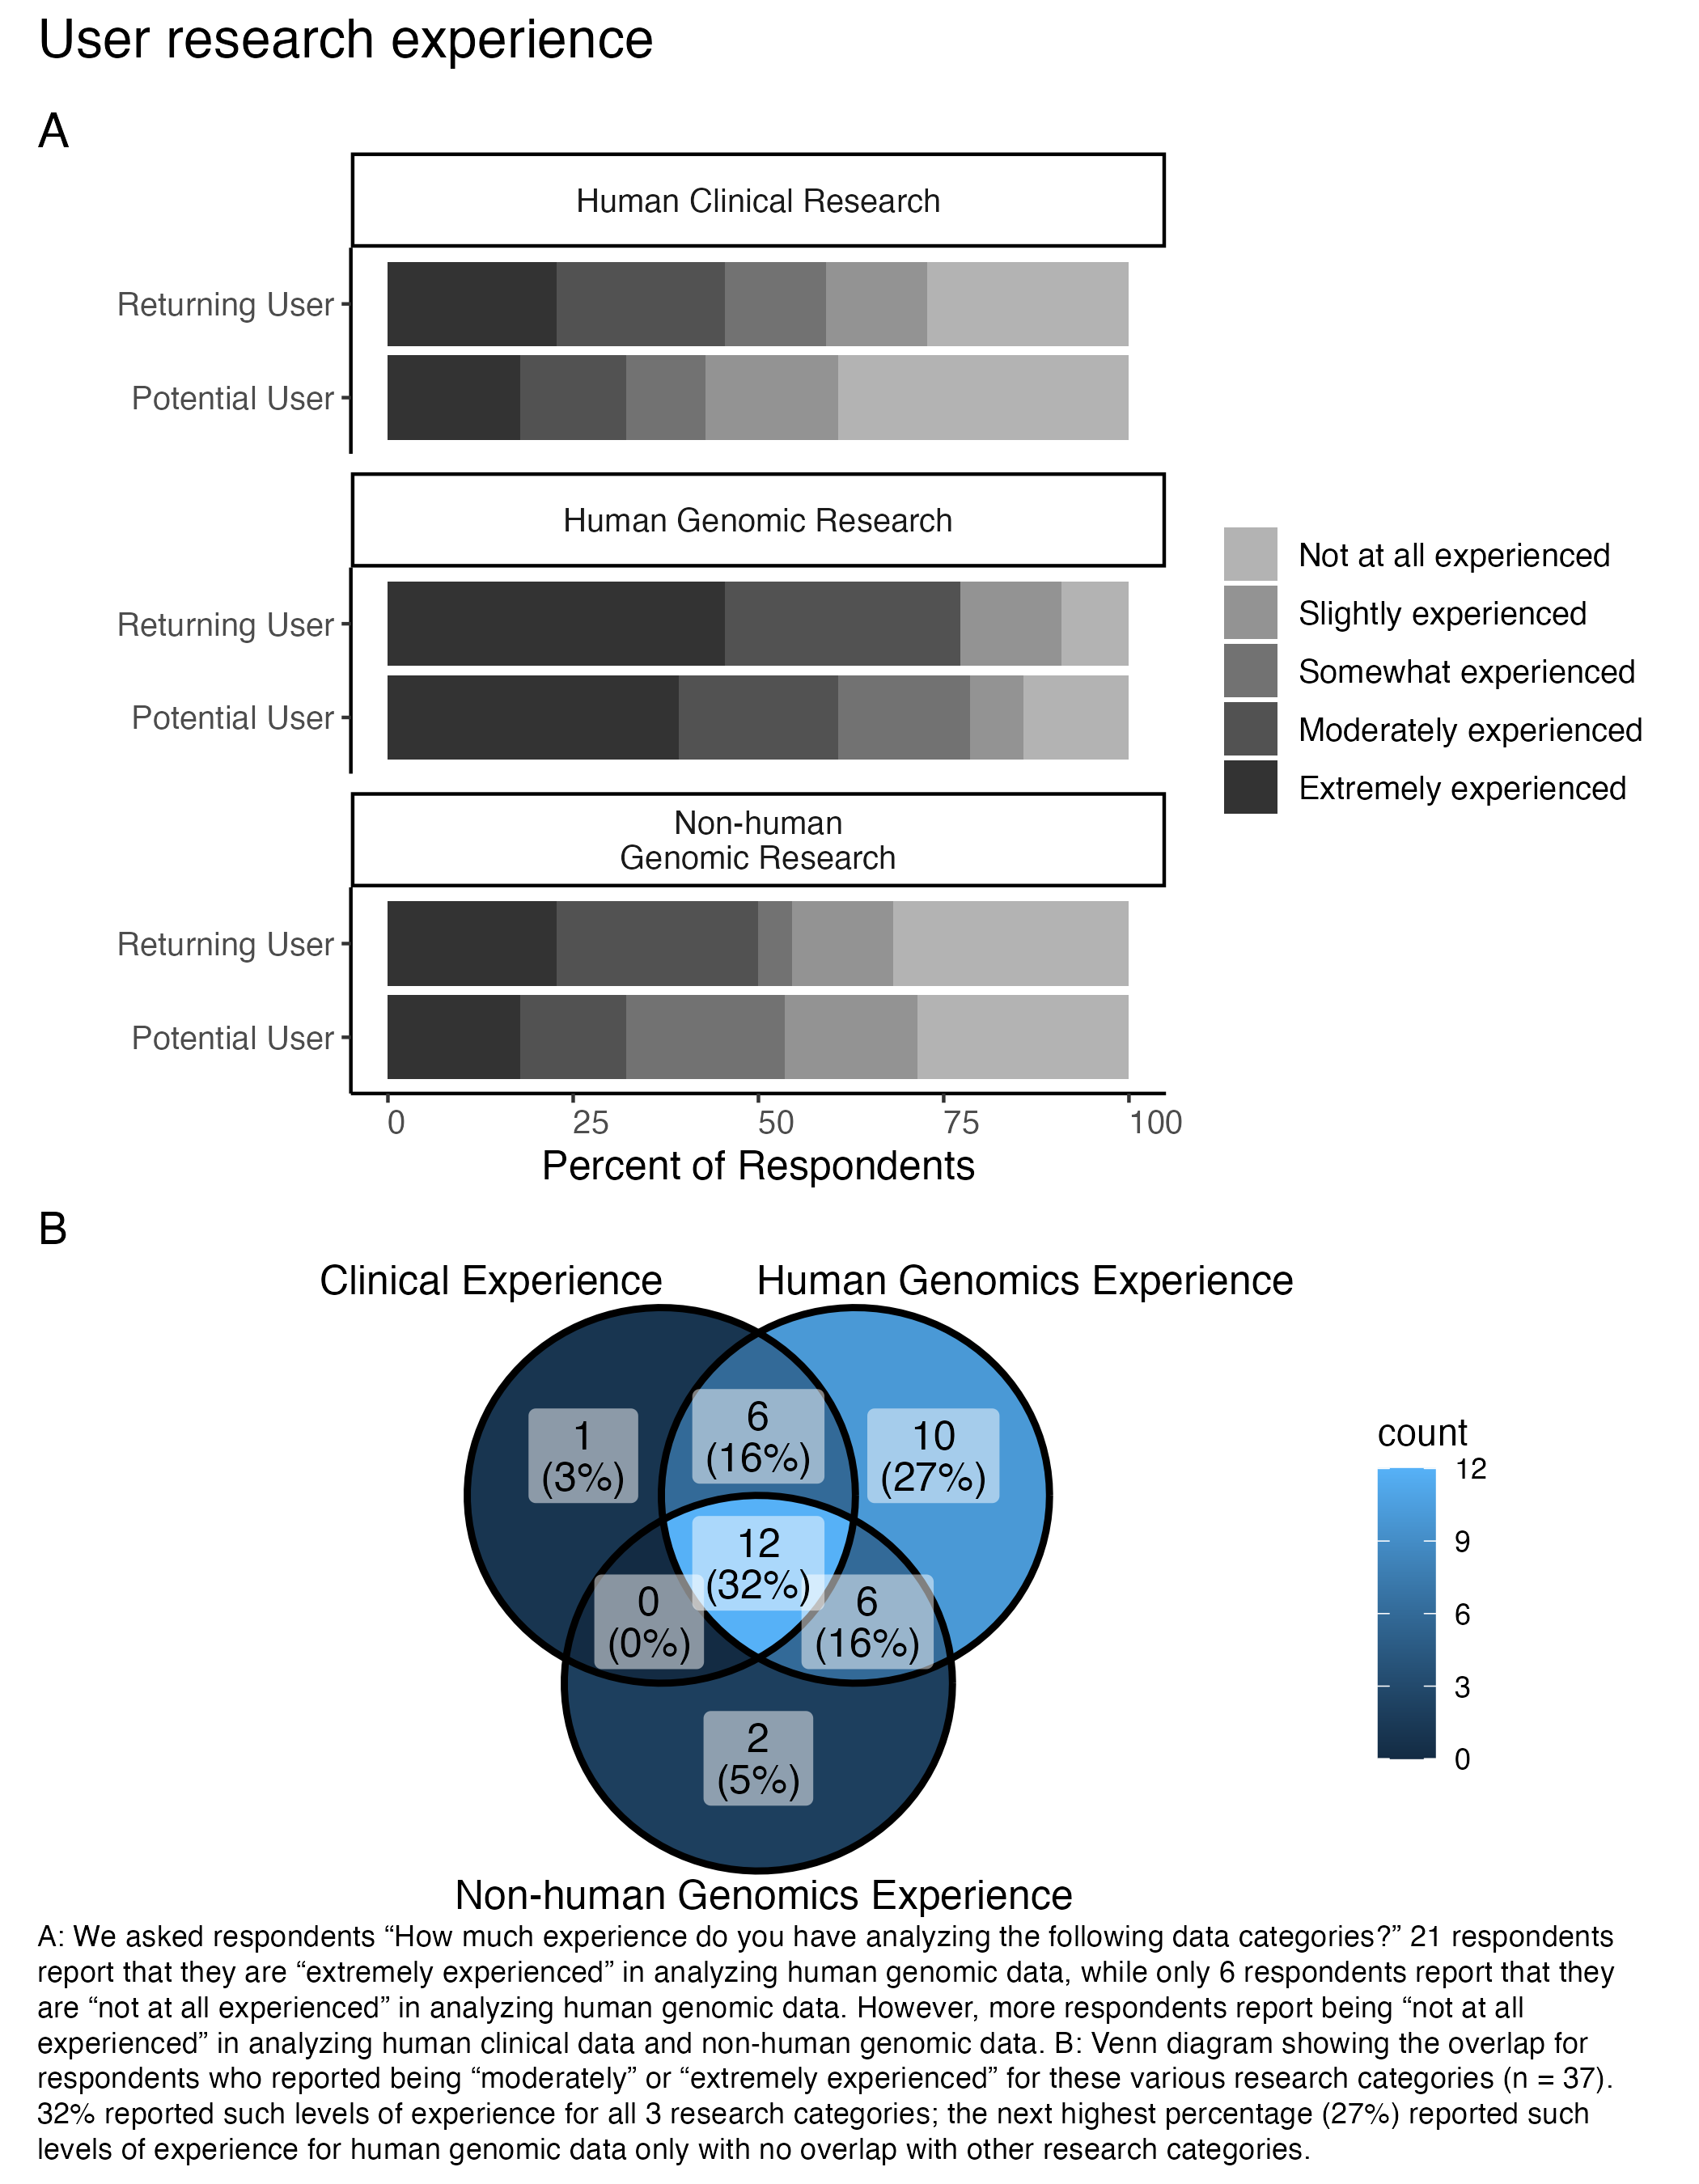 User research experience
A
Human Clinical Research
Returning User
Potential User
Human Genomic Research
Returning User
Potential User
Not at all experienced
Slightly experienced
Somewhat experienced
Moderately experienced
Extremely experienced
Non-human
Genomic Research
Returning User
Potential User
0 25 50 75 100
Percent of Respondents
B
Clinical Experience Human Genomics Experience
1
(3%)
6
(16%)
10
(27%)
12
(32%)
0
(0%)
6
(16%)
2
(5%)
Non-human Genomics Experience
count
12
9
6
3
0
A: We asked respondents “How much experience do you have analyzing the following data categories?” 21 respondents
report that they are “extremely experienced” in analyzing human genomic data, while only 6 respondents report that they
are “not at all experienced” in analyzing human genomic data. However, more respondents report being “not at all
experienced” in analyzing human clinical data and non-human genomic data. B: Venn diagram showing the overlap for
respondents who reported being “moderately” or “extremely experienced” for these various research categories (n = 37).
32% reported such levels of experience for all 3 research categories; the next highest percentage (27%) reported such
levels of experience for human genomic data only with no overlap with other research categories.